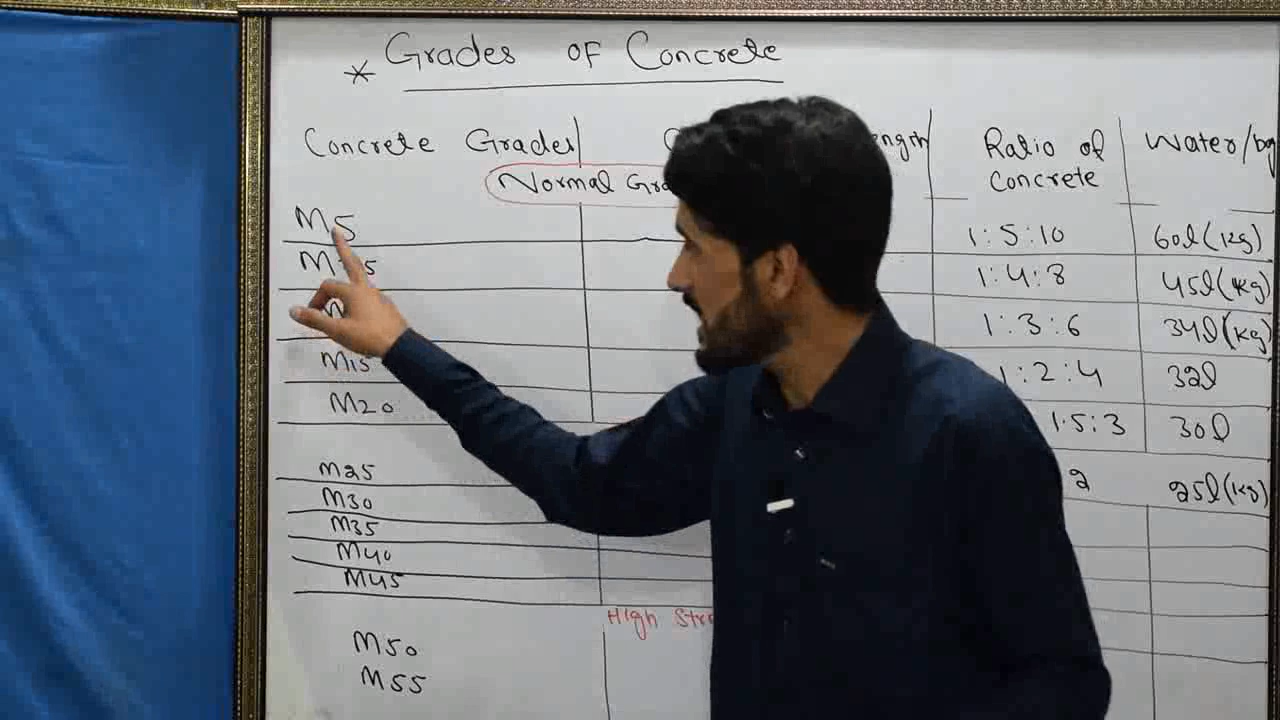 * Grades of Concrete
Concrete Grades Ratio of Concrete Water/bg
Normal
M5 1:5:10 60l(kg)
1:4:8 45l(kg)
1:3:6 34l(kg)
M15 1:2:4 32l
M20 1.5:3 30l
M25 2 25l(kg)
M30
M35
M40
M45
High
M50
M55